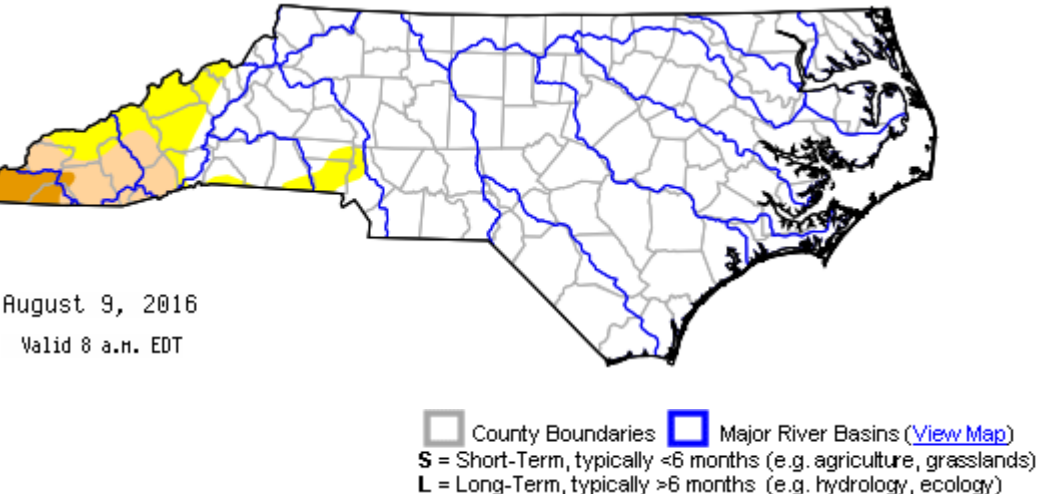 August 9, 2016
Valid 8 a.m. EDT
County Boundaries Major River Basins (View Map)
S = Short-Term, typically <6 months (e.g. agriculture, grasslands)
L = Long-Term, typically >6 months (e.g. hydrology, ecology)